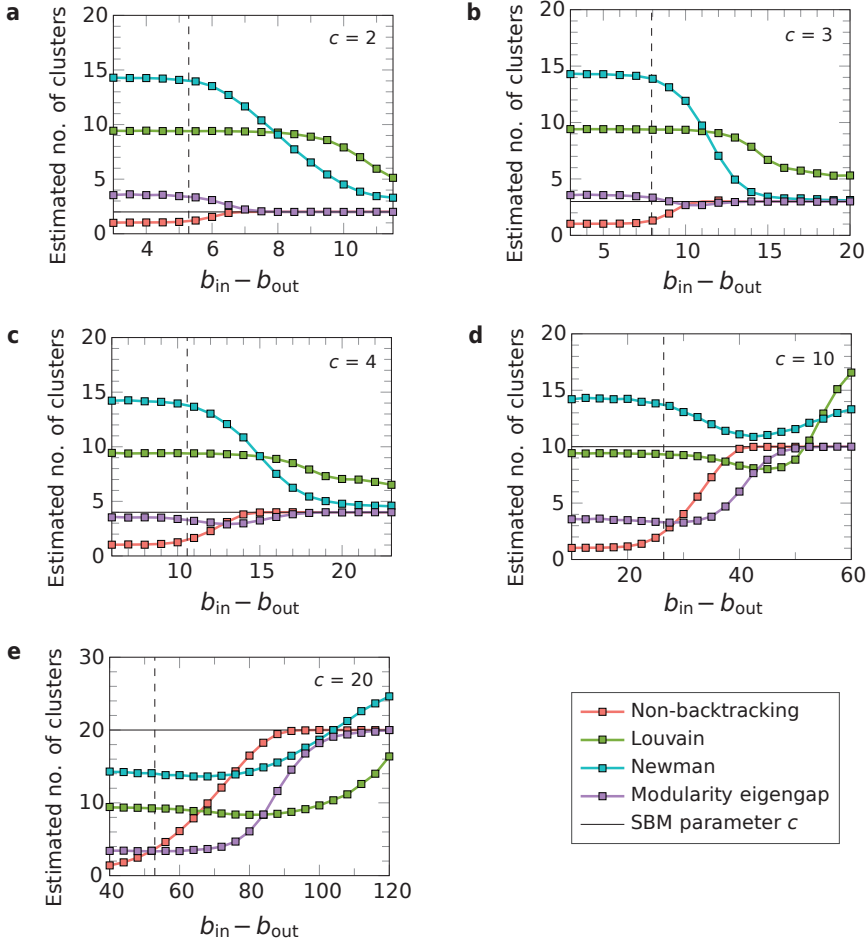 a
c = 2
Estimated no. of clusters
20
15
10
5
0
4 6 8 10
b_in − b_out
b
c = 3
Estimated no. of clusters
20
15
10
5
0
5 10 15 20
b_in − b_out
c
c = 4
Estimated no. of clusters
20
15
10
5
0
10 15 20
b_in − b_out
d
c = 10
Estimated no. of clusters
20
15
10
5
0
20 40 60
b_in − b_out
e
c = 20
Estimated no. of clusters
30
20
10
0
40 60 80 100 120
b_in − b_out
Non-backtracking
Louvain
Newman
Modularity eigengap
SBM parameter c